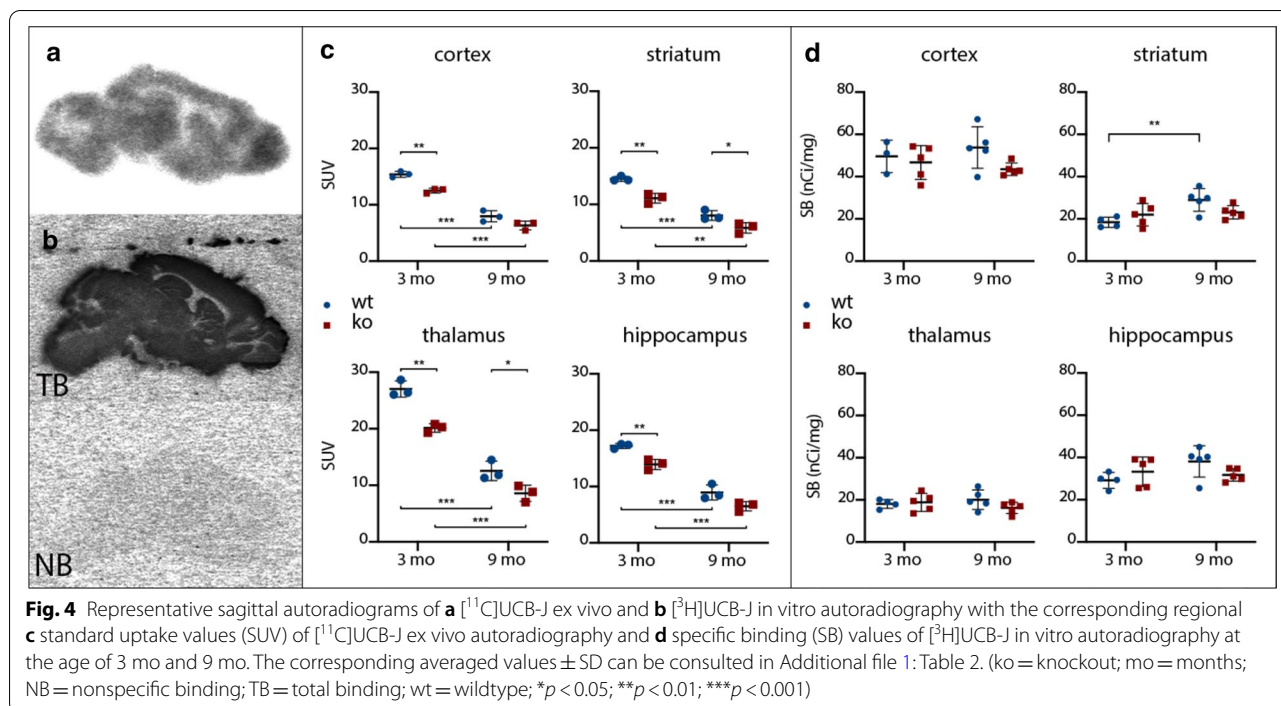 a
b
TB
NB
c
cortex
striatum
SUV
30
20
10
0
**
***
***
3 mo
9 mo
30
20
10
0
**
*
***
**
3 mo
9 mo
wt
ko
thalamus
hippocampus
SUV
30
20
10
0
**
*
***
***
3 mo
9 mo
30
20
10
0
**
***
***
3 mo
9 mo
d
cortex
striatum
SB (nCi/mg)
80
60
40
20
0
3 mo
9 mo
80
60
40
20
0
**
3 mo
9 mo
wt
ko
thalamus
hippocampus
SB (nCi/mg)
80
60
40
20
0
3 mo
9 mo
80
60
40
20
0
3 mo
9 mo
Fig. 4 Representative sagittal autoradiograms of a [¹¹C]UCB-J ex vivo and b [³H]UCB-J in vitro autoradiography with the corresponding regional
c standard uptake values (SUV) of [¹¹C]UCB-J ex vivo autoradiography and d specific binding (SB) values of [³H]UCB-J in vitro autoradiography at
the age of 3 mo and 9 mo. The corresponding averaged values ± SD can be consulted in Additional file 1: Table 2. (ko = knockout; mo = months;
NB = nonspecific binding; TB = total binding; wt = wildtype; *p < 0.05; **p < 0.01; ***p < 0.001)